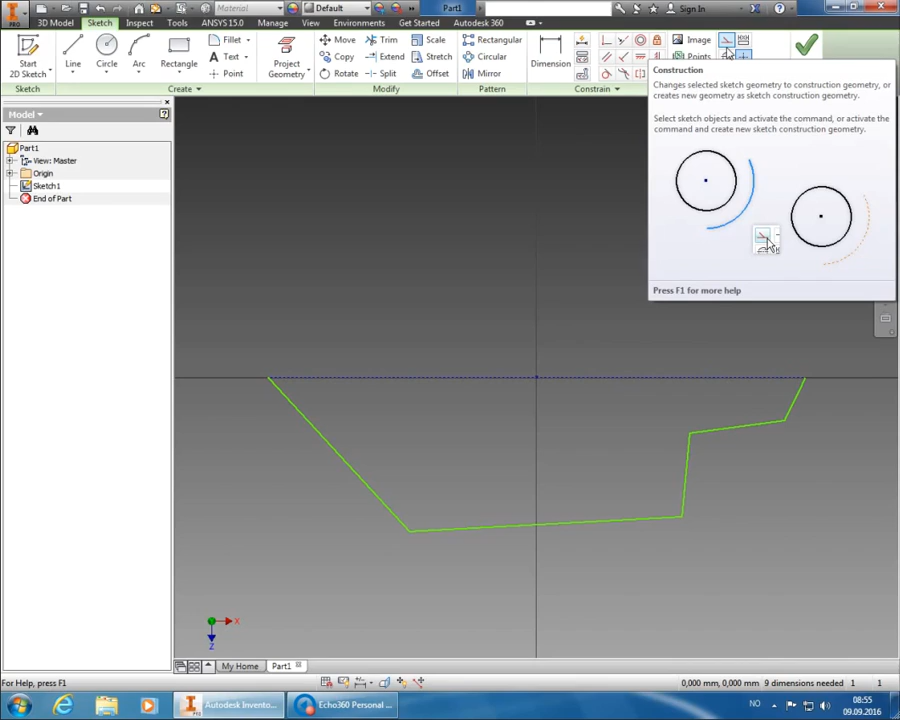 Material
Default
Part1
Sign In
PRO
3D Model
Sketch
Inspect
Tools
ANSYS 15.0
Manage
View
Environments
Get Started
Autodesk 360
Start
2D Sketch
Line
Circle
Arc
Rectangle
Fillet
Text
Point
Project
Geometry
Move
Trim
Scale
Copy
Extend
Stretch
Rotate
Split
Offset
Rectangular
Circular
Mirror
Dimension
Image
Points
Sketch
Create
Modify
Pattern
Constrain
Construction
Changes selected sketch geometry to construction geometry, or
creates new geometry as sketch construction geometry.
Select sketch objects and activate the command, or activate the
command and create new sketch construction geometry.
Press F1 for more help
Model
Part1
View: Master
Origin
Sketch1
End of Part
X
Z
My Home
Part1
For Help, press F1
0,000 mm, 0,000 mm
9 dimensions needed
1
1
Autodesk Invento...
Echo360 Personal ...
NO
08:55
09.09.2016